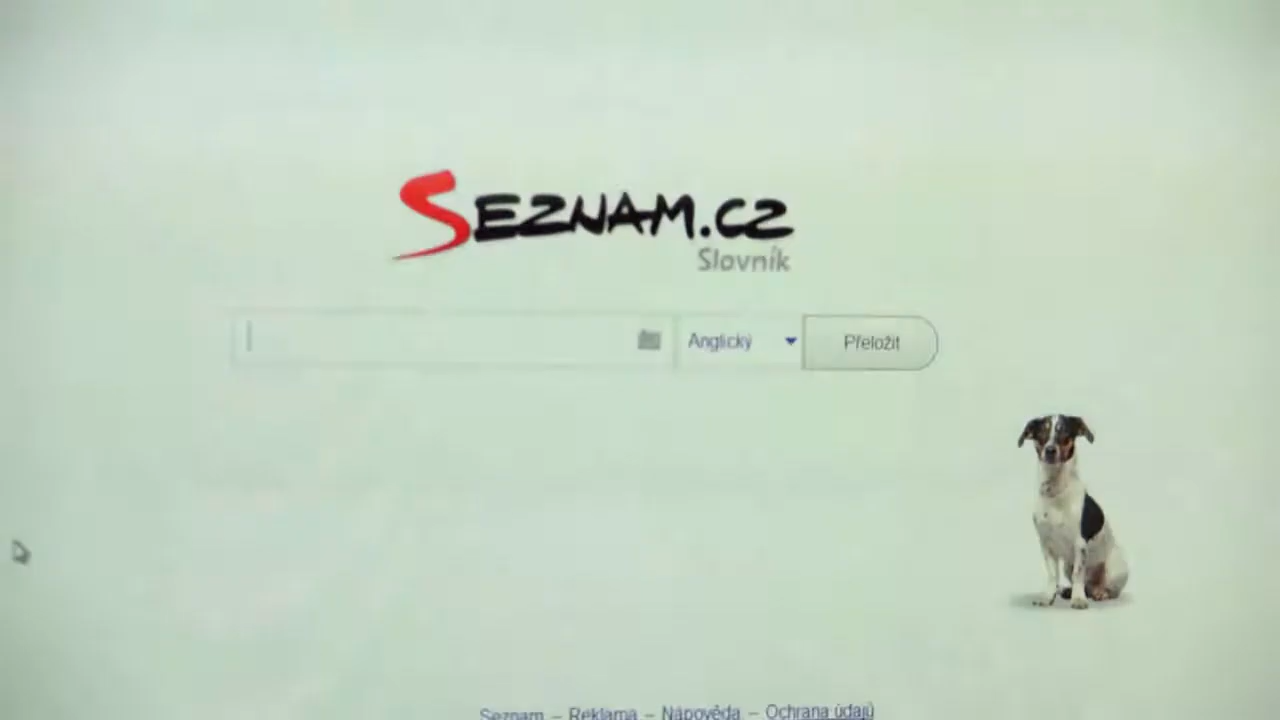 SEZNAM.CZ
Slovník
Anglický
Přeložit
Seznam – Reklama – Nápověda – Ochrana údajů